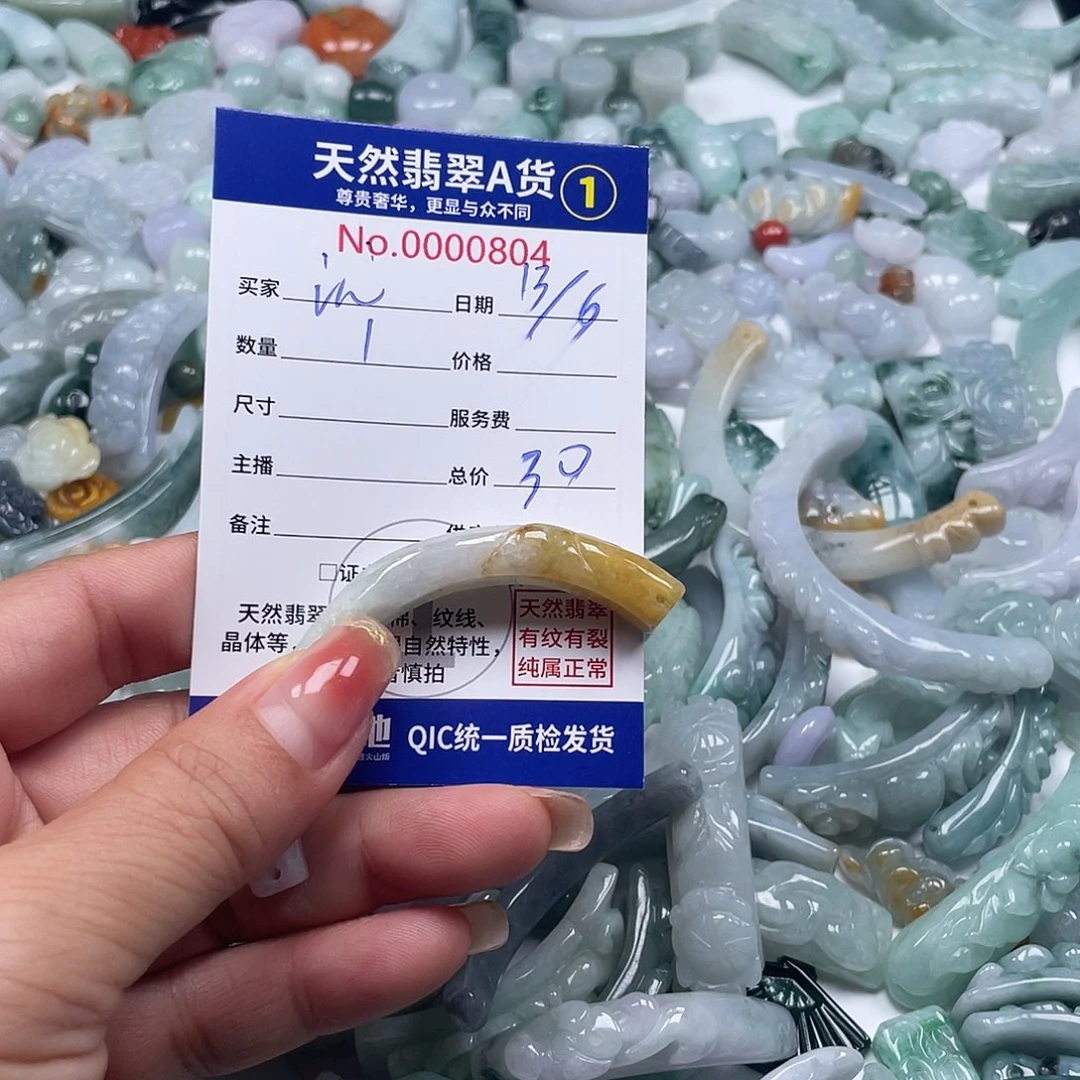 天然翡翠A货 1
尊贵奢华，更显与众不同
No.0000804
买家 日期 13/6
数量 1 价格
尺寸 服务费
主播 总价 30
备注
□证
天然翡翠 棉、纹线、
晶体等， 自然特性，
慎拍
天然翡翠
有纹有裂
纯属正常
地 QIC统一质检发货